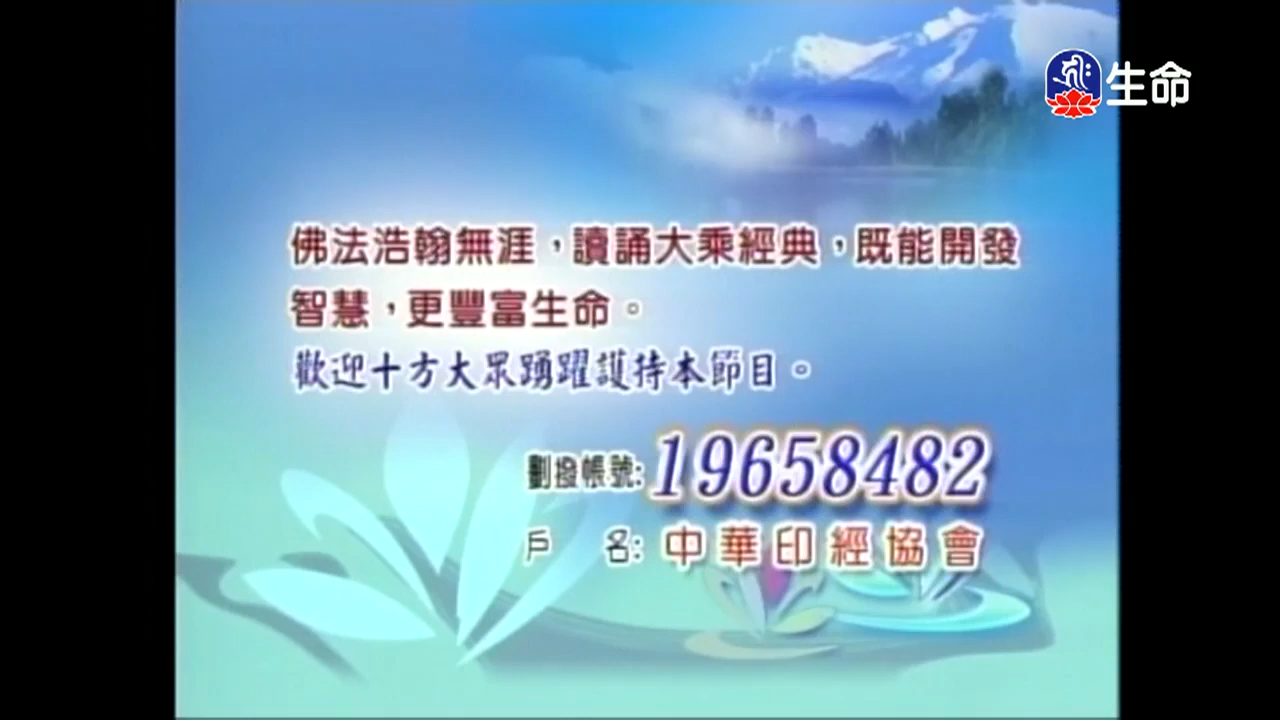 生命
佛法浩翰無涯，讀誦大乘經典，既能開發
智慧，更豐富生命。
歡迎十方大眾踴躍護持本節目。
劃撥帳號:19658482
戶 名:中華印經協會